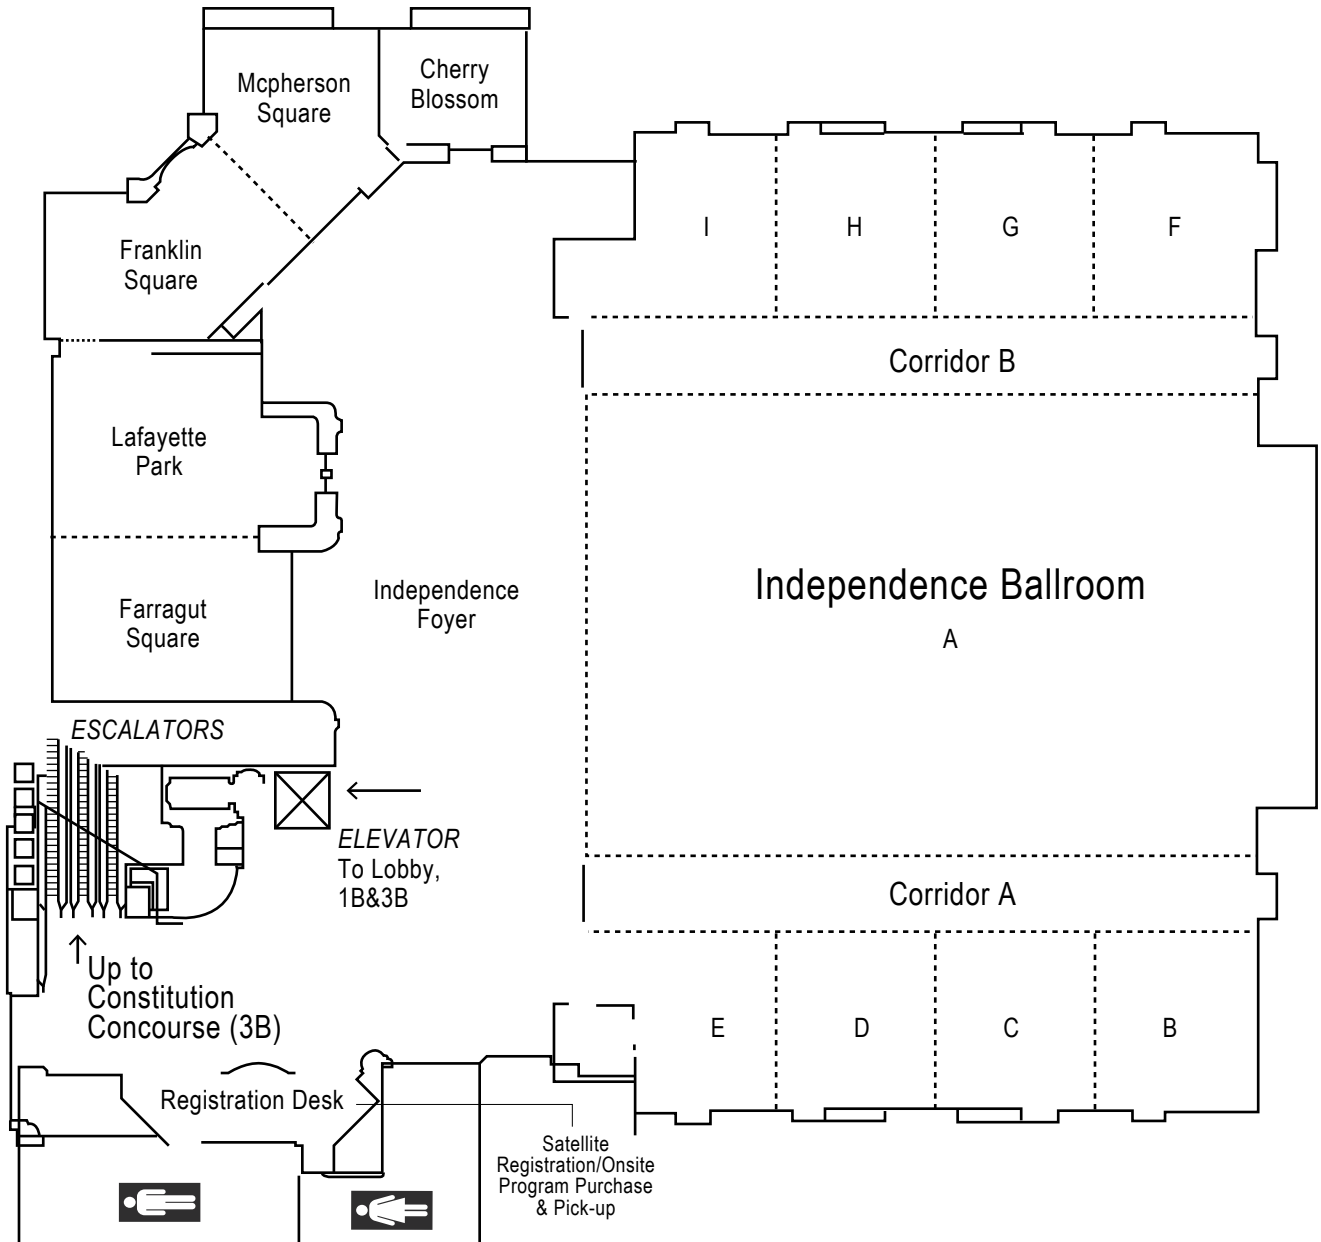 Mcpherson
Square
Cherry
Blossom
Franklin
Square
I
H
G
F
Corridor B
Lafayette
Park
Independence
Foyer
Independence Ballroom
A
Farragut
Square
ESCALATORS
ELEVATOR
To Lobby,
1B&3B
Corridor A
Up to
Constitution
Concourse (3B)
E
D
C
B
Registration Desk
Satellite
Registration/Onsite
Program Purchase
& Pick-up